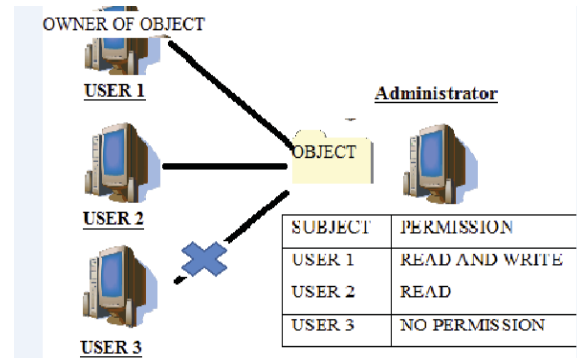 OWNER OF OBJECT
USER 1
Administrator
OBJECT
USER 2
SUBJECT PERMISSION
USER 1 READ AND WRITE
USER 2 READ
USER 3 NO PERMISSION
USER 3